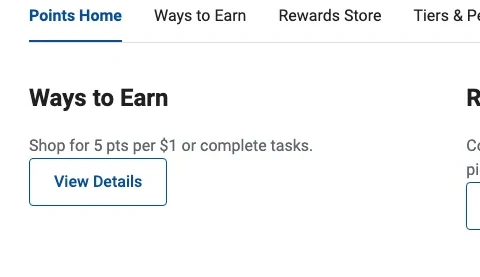 Points Home Ways to Earn Rewards Store Tiers &
Ways to Earn
Shop for 5 pts per $1 or complete tasks.
View Details